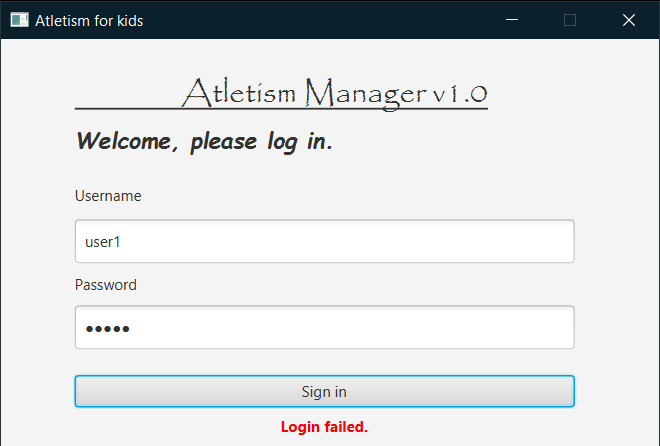 Atletism for kids
Atletism Manager v1.0
Welcome, please log in.
Username
user1
Password
●●●●●
Sign in
Login failed.